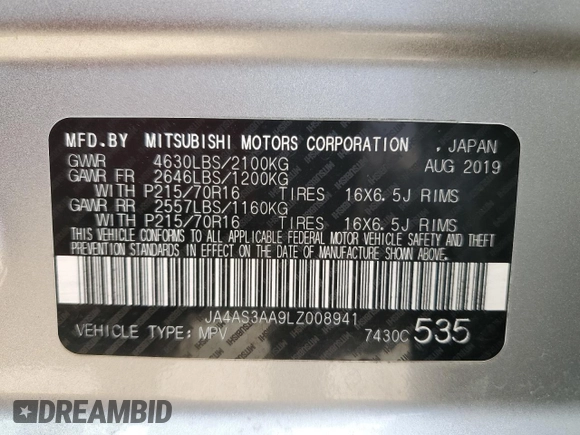 MFD.BY MITSUBISHI MOTORS CORPORATION , JAPAN
GVWR 4630LBS/2100KG AUG 2019
GAWR FR 2646LBS/1200KG
WITH P215/70R16 TIRES 16X6.5J RIMS
GAWR RR 2557LBS/1160KG
WITH P215/70R16 TIRES 16X6.5J RIMS
THIS VEHICLE CONFORMS TO ALL APPLICABLE FEDERAL MOTOR VEHICLE SAFETY AND THEFT
PREVENTION STANDARDS IN EFFECT ON THE DATE OF MANUFACTURE SHOWN ABOVE.
JA4AS3AA9LZ008941
VEHICLE TYPE: MPV 7430C 535
DREAMBID